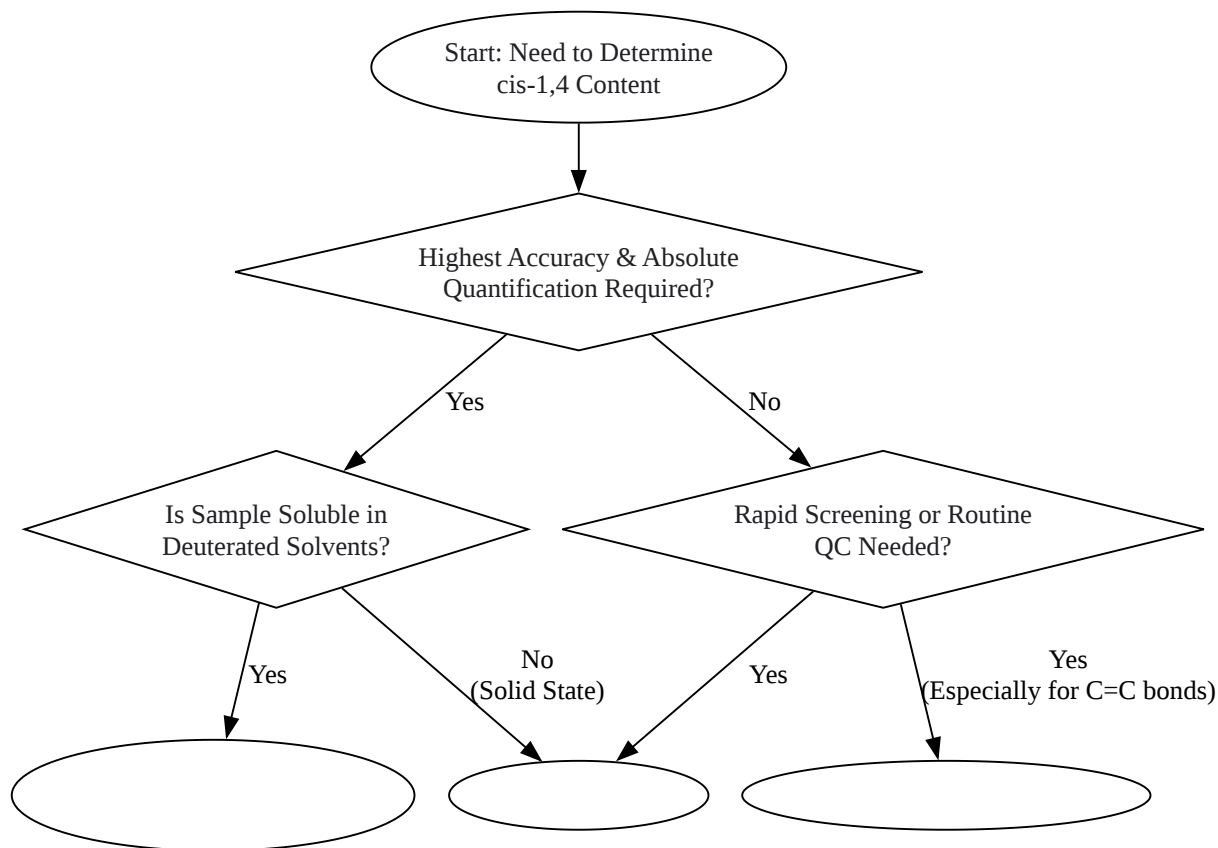 Start: Need to Determine
cis-1,4 Content
Highest Accuracy & Absolute
Quantification Required?
Yes
No
Is Sample Soluble in
Deuterated Solvents?
Rapid Screening or Routine
QC Needed?
Yes
No
(Solid State)
Yes
Yes
(Especially for C=C bonds)